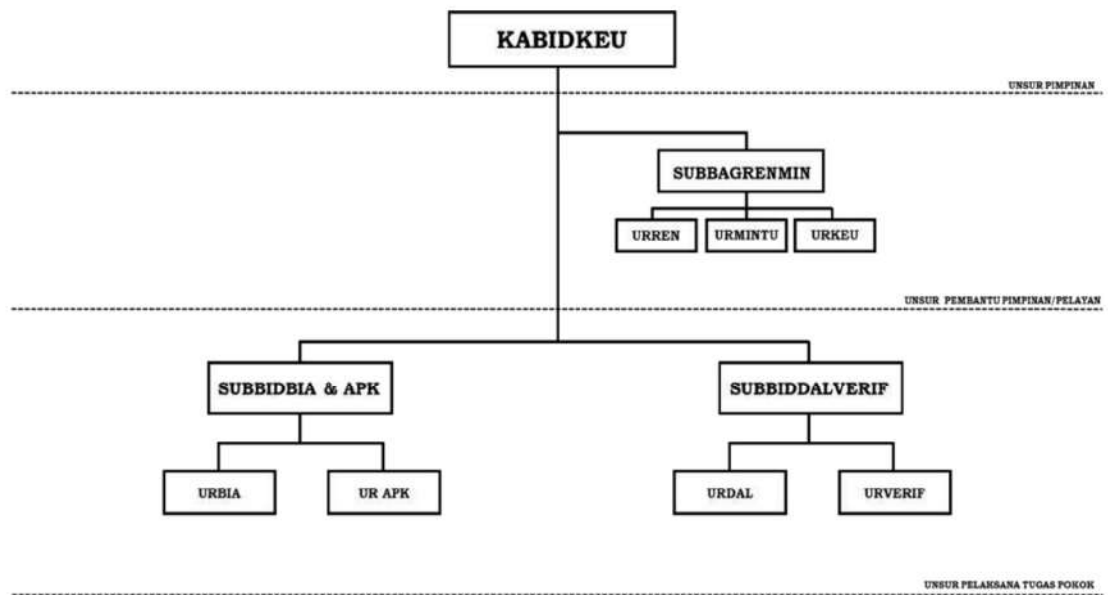 KABIDKEU
UNSUR PIMPINAN
SUBBAGRENMIN
URREN
URMINTU
URKEU
UNSUR PEMBANTU PIMPINAN/PELAYAN
SUBBIDBIA & APK
SUBBIDDALVERIF
URBIA
UR APK
URDAL
URVERIF
UNSUR PELAKSANA TUGAS POKOK